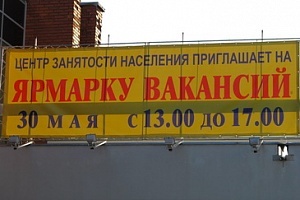 ЦЕНТР ЗАНЯТОСТИ НАСЕЛЕНИЯ ПРИГЛАШАЕТ НА
ЯРМАРКУ ВАКАНСИЙ
30 МАЯ С 13.00 ДО 17.00